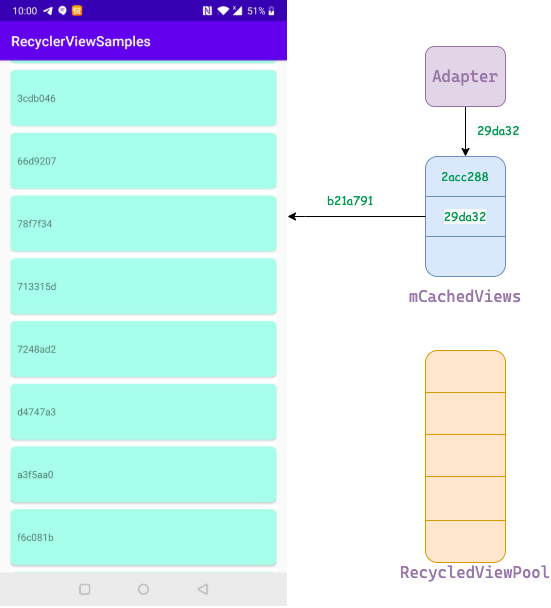 10:00
51%
RecyclerViewSamples
3cdb046
66d9207
78f7f34
713315d
7248ad2
d4747a3
a3f5aa0
f6c081b
Adapter
29da32
2acc288
b21a791
29da32
mCachedViews
RecycledViewPool